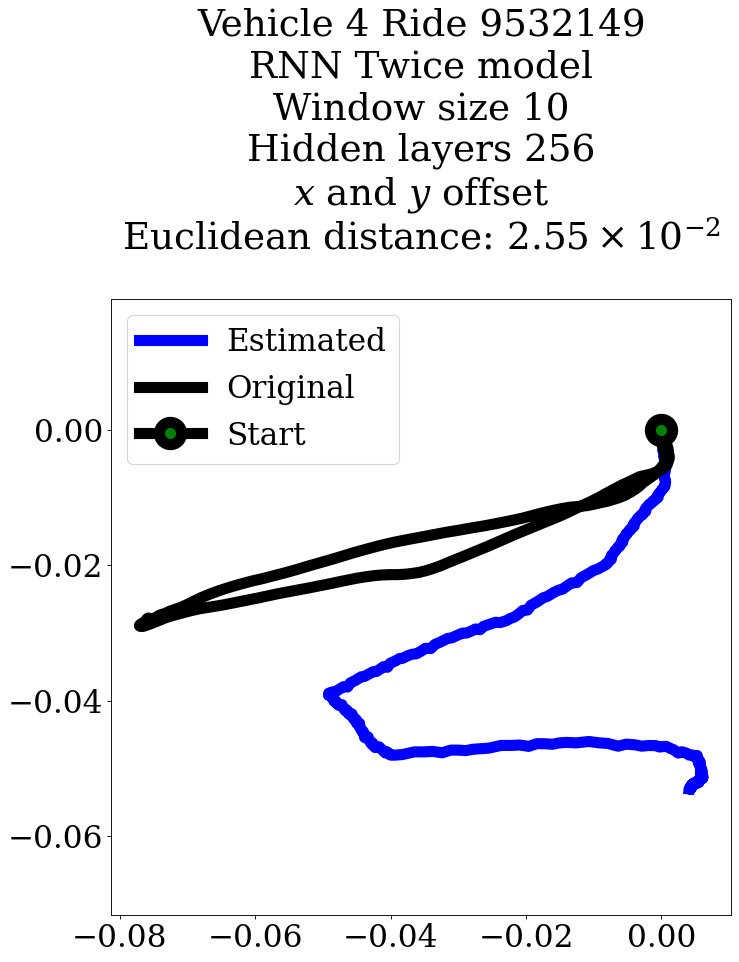 Vehicle 4 Ride 9532149
RNN Twice model
Window size 10
Hidden layers 256
x and y offset
Euclidean distance: 2.55 × 10⁻²
Estimated
Original
Start
0.00
−0.02
−0.04
−0.06
−0.08 −0.06 −0.04 −0.02 0.00